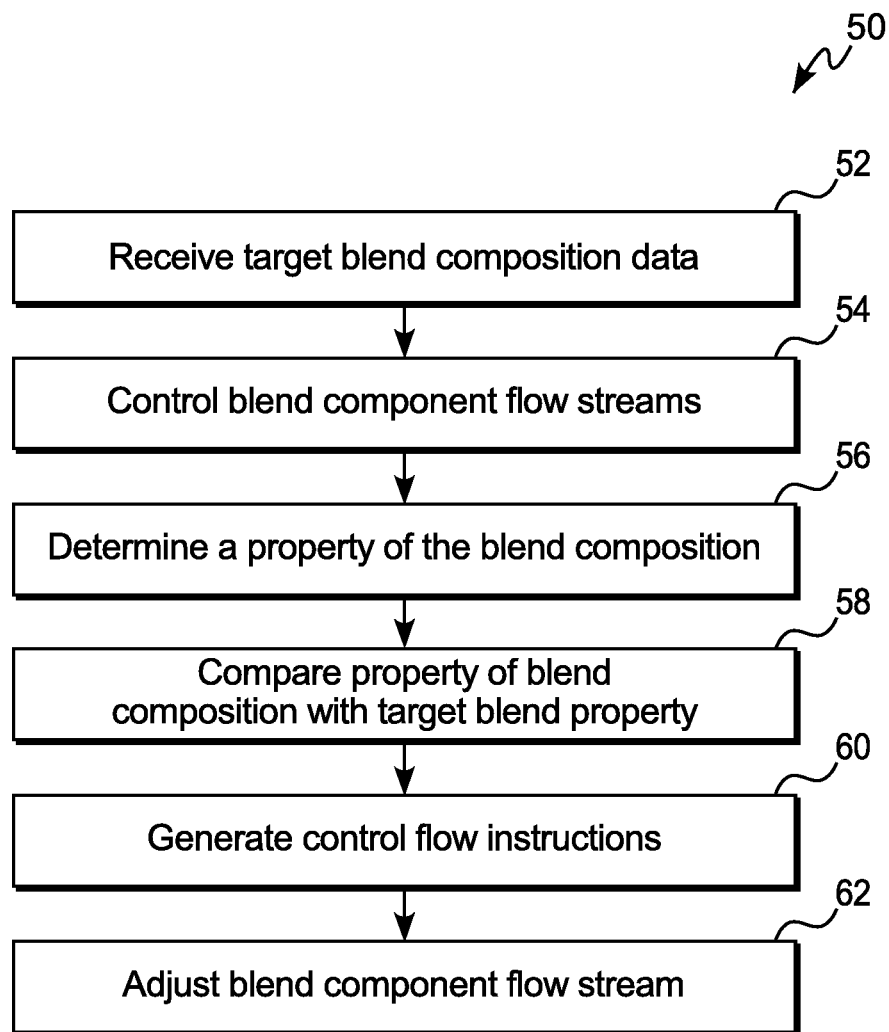 50
52
Receive target blend composition data
54
Control blend component flow streams
56
Determine a property of the blend composition
58
Compare property of blend
composition with target blend property
60
Generate control flow instructions
62
Adjust blend component flow stream